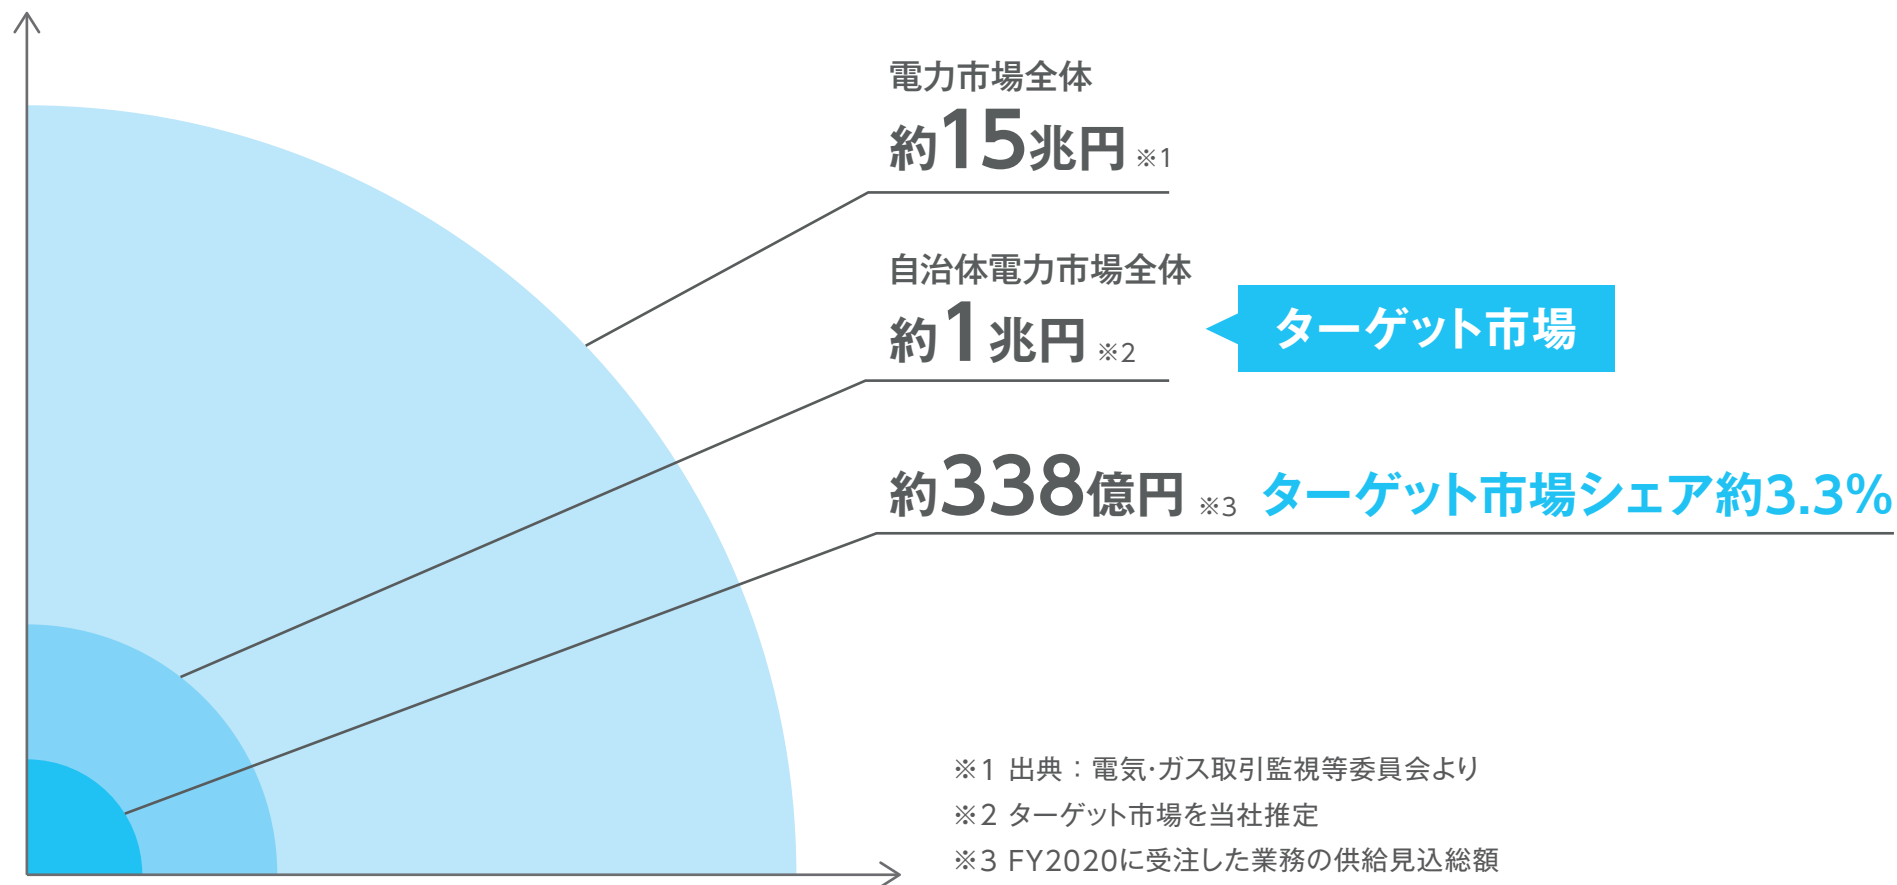 電力市場全体
約15兆円 ※1
自治体電力市場全体
約1兆円 ※2
ターゲット市場
約338億円 ※3 ターゲット市場シェア約3.3%
※1 出典：電気・ガス取引監視等委員会より
※2 ターゲット市場を当社推定
※3 FY2020に受注した業務の供給見込総額